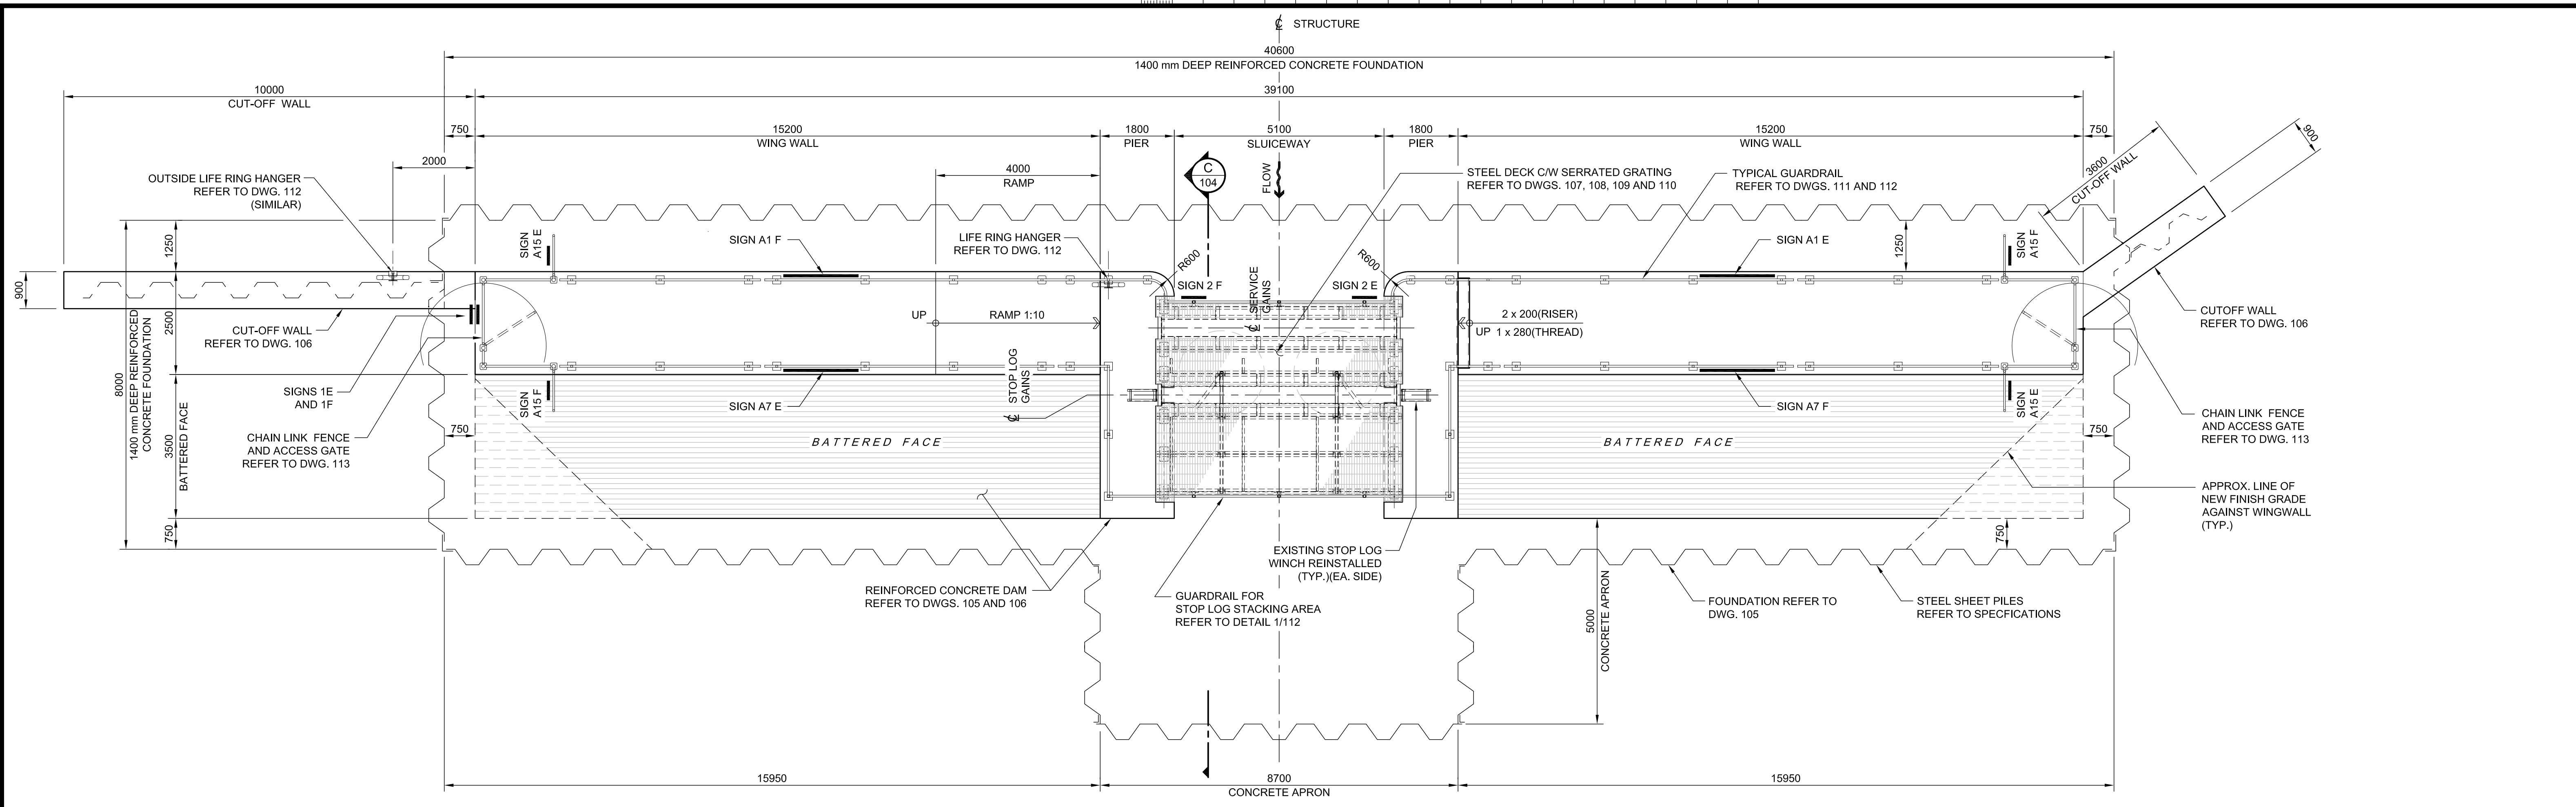 ℄ STRUCTURE
40600
1400 mm DEEP REINFORCED CONCRETE FOUNDATION
10000
CUT-OFF WALL
39100
750
15200
WING WALL
1800
PIER
5100
SLUICEWAY
1800
PIER
15200
WING WALL
750
900
3600
CUT-OFF WALL
2000
4000
RAMP
C
104
FLOW
OUTSIDE LIFE RING HANGER
REFER TO DWG. 112
(SIMILAR)
STEEL DECK C/W SERRATED GRATING
REFER TO DWGS. 107, 108, 109 AND 110
TYPICAL GUARDRAIL
REFER TO DWGS. 111 AND 112
1250
SIGN
A15 E
SIGN A1 F
LIFE RING HANGER
REFER TO DWG. 112
R600
SIGN 2 F
℄ SERVICE
GAINS
SIGN 2 E
R600
SIGN A1 E
1250
SIGN
A15 F
900
2500
8000
1400 mm DEEP REINFORCED
CONCRETE FOUNDATION
CUT-OFF WALL
REFER TO DWG. 106
UP
RAMP 1:10
2 x 200(RISER)
UP 1 x 280(THREAD)
CUTOFF WALL
REFER TO DWG. 106
SIGNS 1E
AND 1F
SIGN
A15 F
SIGN A7 E
℄ STOP LOG
GAINS
SIGN A7 F
SIGN
A15 E
CHAIN LINK FENCE
AND ACCESS GATE
REFER TO DWG. 113
750
3500
BATTERED FACE
BATTERED FACE
BATTERED FACE
750
CHAIN LINK FENCE
AND ACCESS GATE
REFER TO DWG. 113
APPROX. LINE OF
NEW FINISH GRADE
AGAINST WINGWALL
(TYP.)
750
750
EXISTING STOP LOG
WINCH REINSTALLED
(TYP.)(EA. SIDE)
REINFORCED CONCRETE DAM
REFER TO DWGS. 105 AND 106
GUARDRAIL FOR
STOP LOG STACKING AREA
REFER TO DETAIL 1/112
5000
CONCRETE APRON
FOUNDATION REFER TO
DWG. 105
STEEL SHEET PILES
REFER TO SPECFICATIONS
15950
8700
CONCRETE APRON
15950